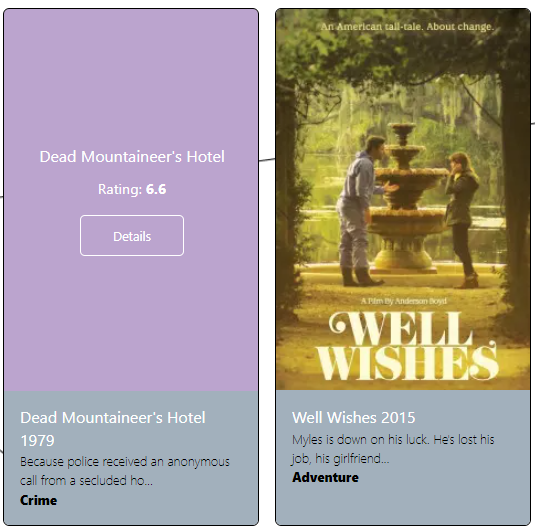 Dead Mountaineer's Hotel
Rating: 6.6
Details
Dead Mountaineer's Hotel
1979
Because police received an anonymous
call from a secluded ho...
Crime
An American tall-tale. About change.
A Film By Anderson Boyd
WELL
WISHES
Well Wishes 2015
Myles is down on his luck. He's lost his
job, his girlfriend...
Adventure